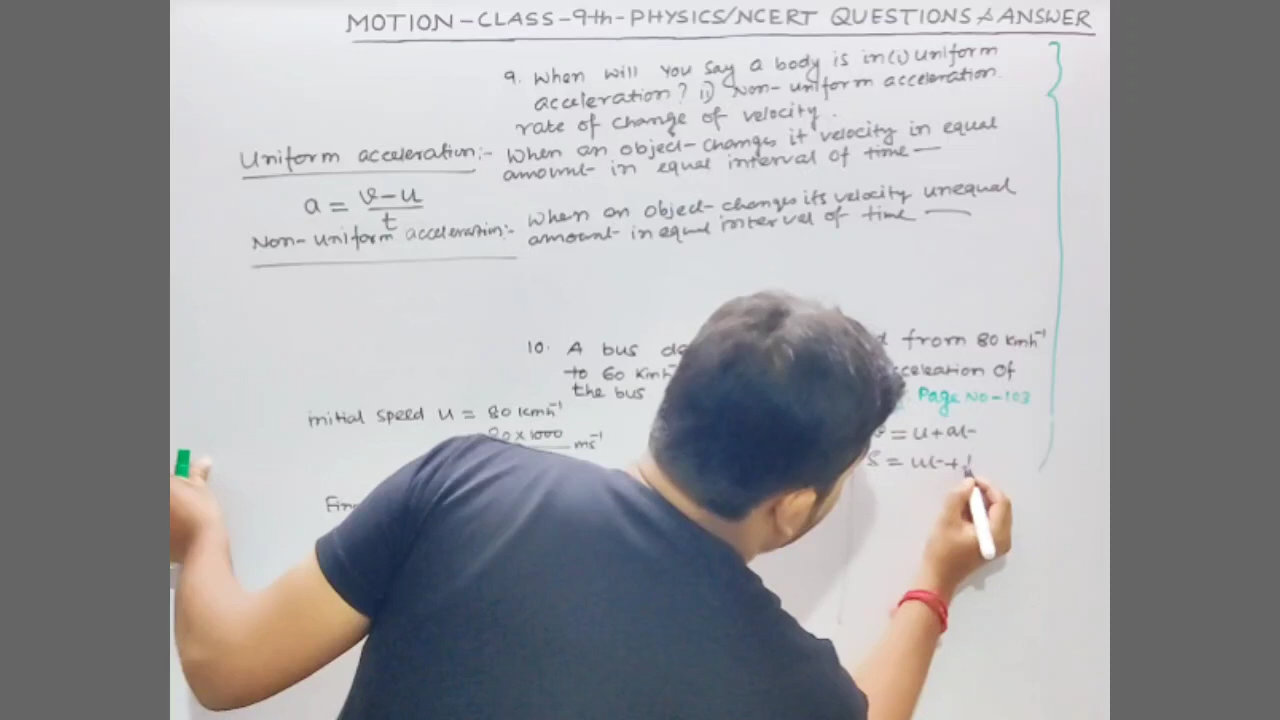 MOTION-CLASS-9th-PHYSICS/NCERT QUESTIONS & ANSWER
9. When will you say a body is in (i) uniform
acceleration? ii) Non-uniform acceleration
rate of change of velocity.
Uniform acceleration:- When an object changes it velocity in equal
amount in equal interval of time —
a = v-u
t
Non-uniform acceleration:- When an object changes its velocity unequal
amount in equal interval of time —
10. A bus from 80 Kmh⁻¹
to 60 Kmh of
the bus Page No-103
initial speed u = 80 kmh⁻¹
80 x 1000 ms⁻¹
= u+at
S = ut+